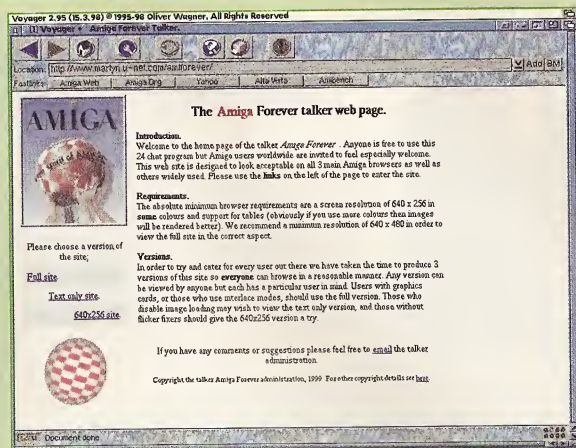 Voyager 2.95 (15.3.98) © 1995-98 Oliver Wagner, All Rights Reserved
Voyager • Amiga Forever Talker.
Location: http://www.martyn.u-net.com/amiforever/
Add BM
Fastlinks: Amiga Web Amiga Org Yahoo Alta Vista Amibench
AMIGA
The Amiga Forever talker web page.
Introduction.
Welcome to the home page of the talker Amiga Forever . Anyone is free to use this
24 chat program but Amiga users worldwide are invited to feel especially welcome.
This web site is designed to look acceptable on all 3 main Amiga browsers as well as
others widely used. Please use the links on the left of the page to enter the site.
Requirements.
The absolute minimum browser requirements are a screen resolution of 640 x 256 in
some colours and support for tables (obviously if you use more colours then images
will be rendered better). We recommend a minimum resolution of 640 x 480 in order to
view the full site in the correct aspect.
Please choose a version of
the site;
Full site.
Text only site.
640x256 site.
Versions.
In order to try and cater for every user out there we have taken the time to produce 3
versions of this site so everyone can browse in a reasonable manner. Any version can
be viewed by anyone but each has a particular user in mind. Users with graphics
cards, or those who use interlace modes, should use the full version. Those who
disable image loading may wish to view the text only version, and those without
flicker fixers should give the 640x256 version a try.
If you have any comments or suggestions please feel free to email the talker
administration.
Copyright the talker Amiga Forever administration, 1999 For other copyright details see here.
Document done